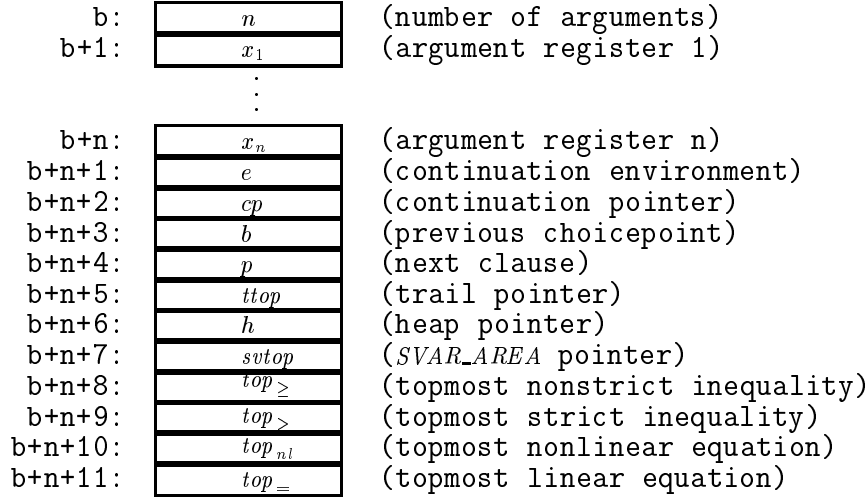 b: n (number of arguments)
b+1: x₁ (argument register 1)
⋮
b+n: xₙ (argument register n)
b+n+1: e (continuation environment)
b+n+2: cp (continuation pointer)
b+n+3: b (previous choicepoint)
b+n+4: p (next clause)
b+n+5: ttop (trail pointer)
b+n+6: h (heap pointer)
b+n+7: svtop (SVAR_AREA pointer)
b+n+8: top≥ (topmost nonstrict inequality)
b+n+9: top> (topmost strict inequality)
b+n+10: topnl (topmost nonlinear equation)
b+n+11: top= (topmost linear equation)